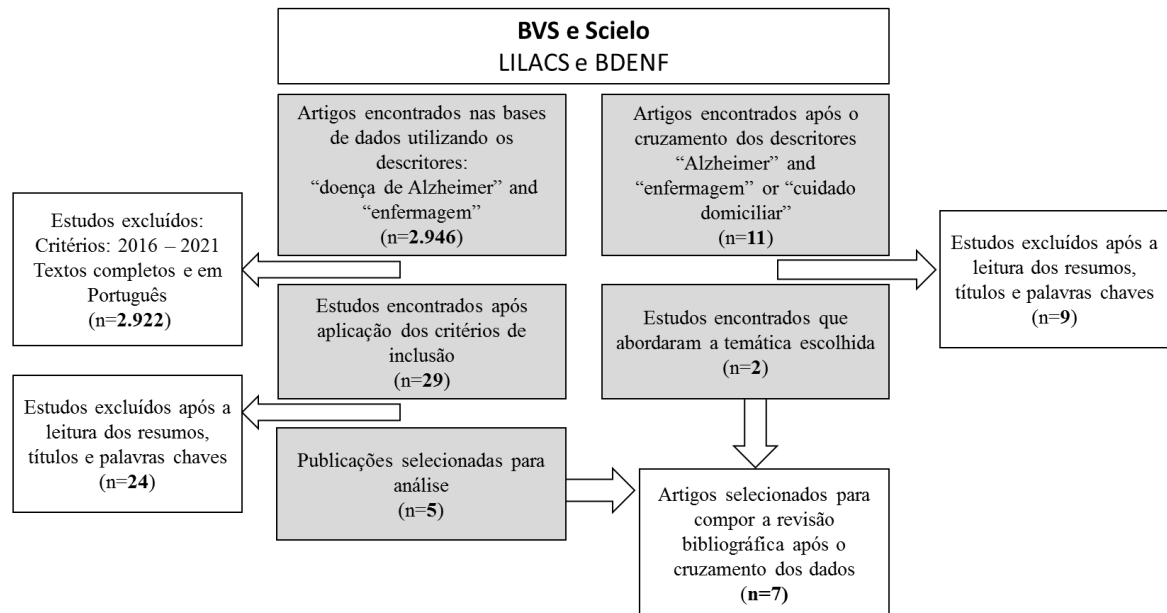 BVS e Scielo
LILACS e BDENF
Artigos encontrados nas bases
de dados utilizando os
descritores:
“doença de Alzheimer” and
“enfermagem”
(n=2.946)
Artigos encontrados após o
cruzamento dos descritores
“Alzheimer” and
“enfermagem” or “cuidado
domiciliar”
(n=11)
Estudos excluídos:
Critérios: 2016 – 2021
Textos completos e em
Português
(n=2.922)
Estudos excluídos após a
leitura dos resumos,
títulos e palavras chaves
(n=9)
Estudos encontrados após
aplicação dos critérios de
inclusão
(n=29)
Estudos encontrados que
abordaram a temática escolhida
(n=2)
Estudos excluídos após a
leitura dos resumos,
títulos e palavras chaves
(n=24)
Publicações selecionadas para
análise
(n=5)
Artigos selecionados para
compor a revisão
bibliográfica após o
cruzamento dos dados
(n=7)